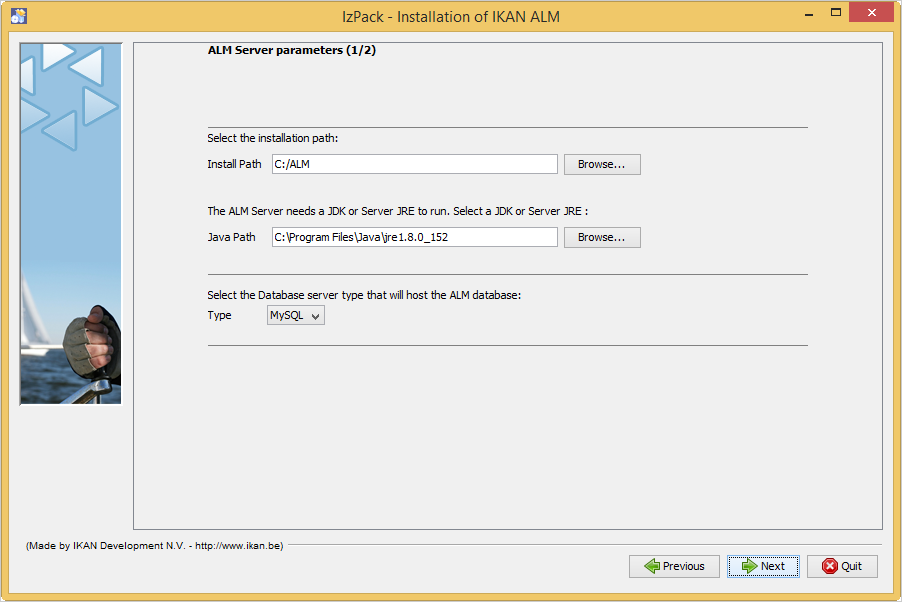 IzPack - Installation of IKAN ALM
ALM Server parameters (1/2)
Select the installation path:
Install Path C:/ALM Browse...
The ALM Server needs a JDK or Server JRE to run. Select a JDK or Server JRE :
Java Path C:\Program Files\Java\jre1.8.0_152 Browse...
Select the Database server type that will host the ALM database:
Type MySQL
(Made by IKAN Development N.V. - http://www.ikan.be)
Previous Next Quit